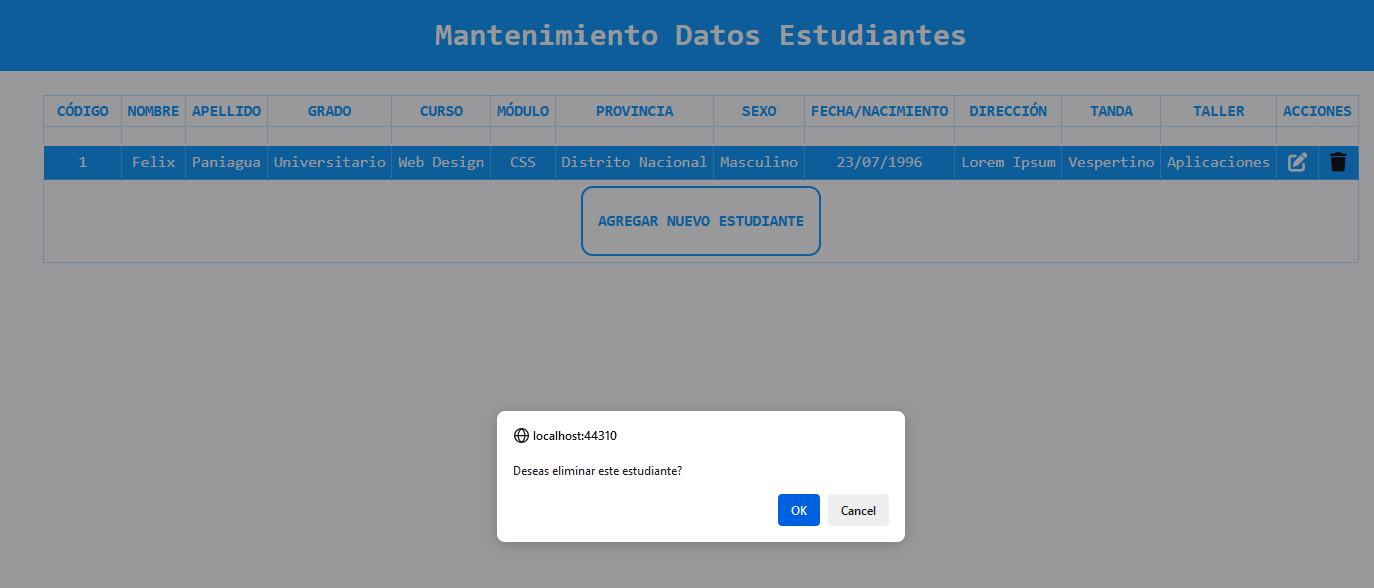 Mantenimiento Datos Estudiantes
CÓDIGO NOMBRE APELLIDO GRADO CURSO MÓDULO PROVINCIA SEXO FECHA/NACIMIENTO DIRECCIÓN TANDA TALLER ACCIONES
1 Felix Paniagua Universitario Web Design CSS Distrito Nacional Masculino 23/07/1996 Lorem Ipsum Vespertino Aplicaciones
AGREGAR NUEVO ESTUDIANTE
localhost:44310
Deseas eliminar este estudiante?
OK Cancel